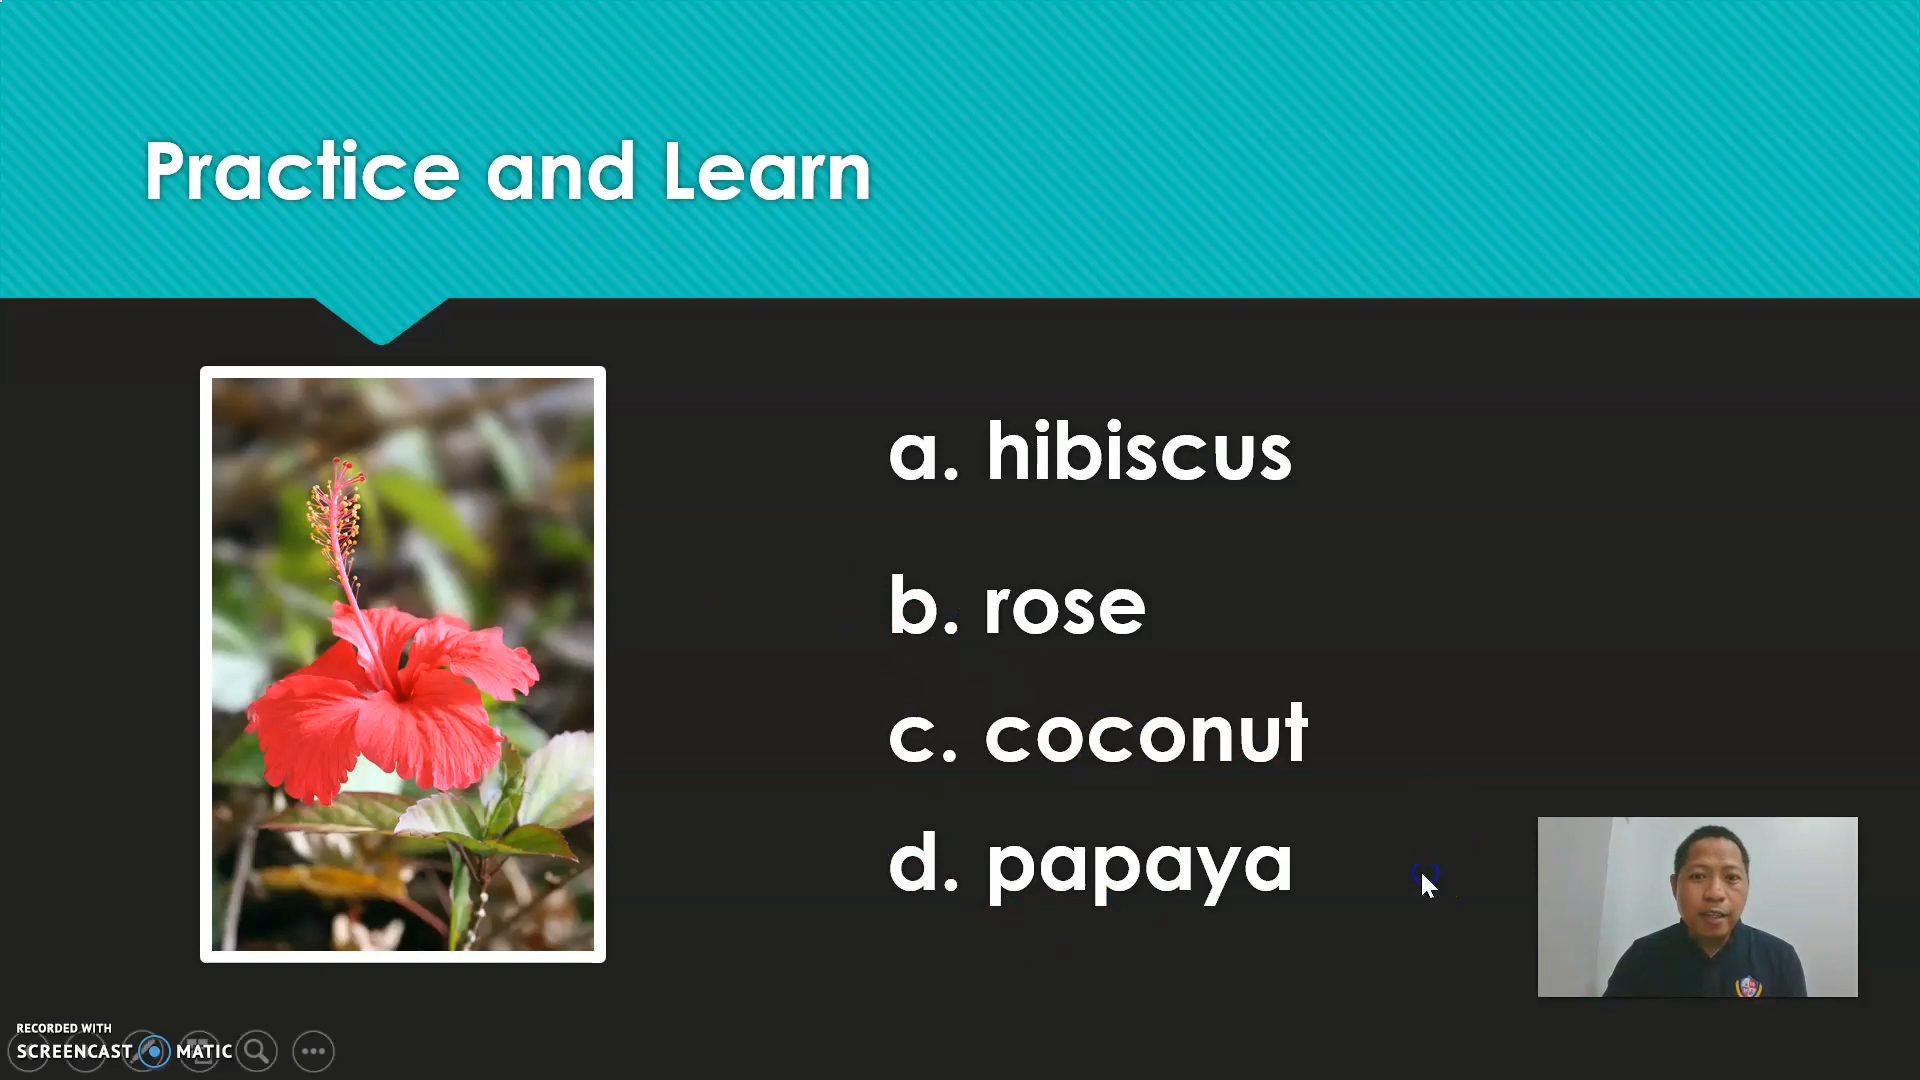 Practice and Learn
a. hibiscus
b. rose
c. coconut
d. papaya
RECORDED WITH
SCREENCAST MATIC